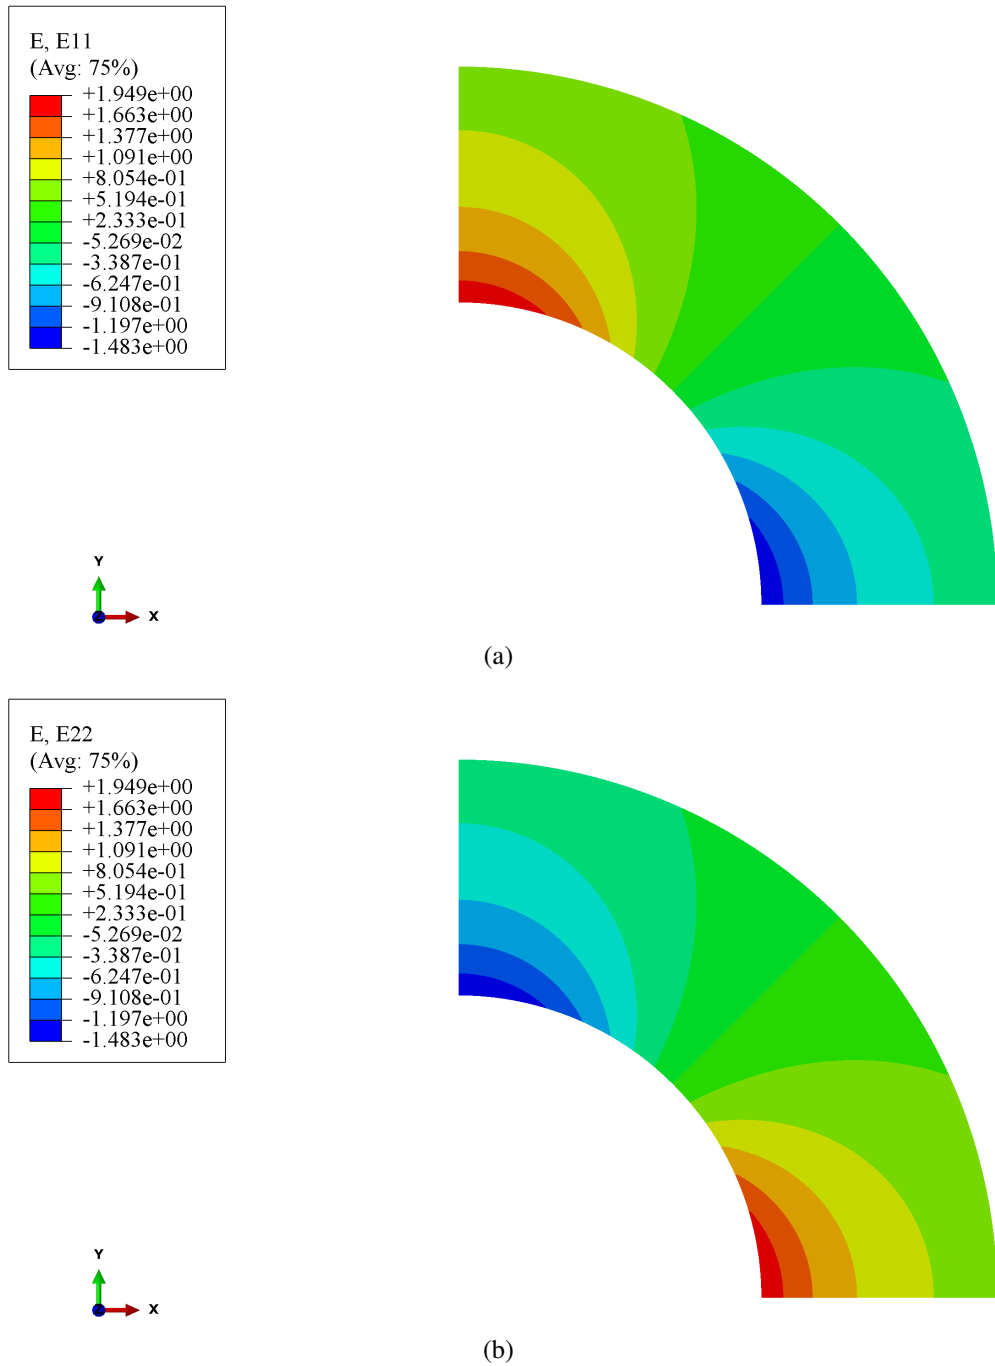 E, E11
(Avg: 75%)
+1.949e+00
+1.663e+00
+1.377e+00
+1.091e+00
+8.054e-01
+5.194e-01
+2.333e-01
-5.269e-02
-3.387e-01
-6.247e-01
-9.108e-01
-1.197e+00
-1.483e+00
Y
X
(a)
E, E22
(Avg: 75%)
+1.949e+00
+1.663e+00
+1.377e+00
+1.091e+00
+8.054e-01
+5.194e-01
+2.333e-01
-5.269e-02
-3.387e-01
-6.247e-01
-9.108e-01
-1.197e+00
-1.483e+00
Y
X
(b)